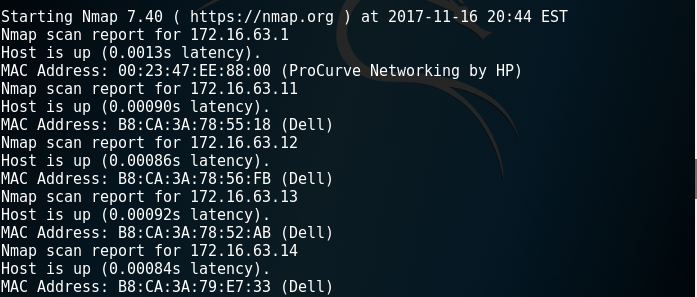 Starting Nmap 7.40 ( https://nmap.org ) at 2017-11-16 20:44 EST
Nmap scan report for 172.16.63.1
Host is up (0.0013s latency).
MAC Address: 00:23:47:EE:88:00 (ProCurve Networking by HP)
Nmap scan report for 172.16.63.11
Host is up (0.00090s latency).
MAC Address: B8:CA:3A:78:55:18 (Dell)
Nmap scan report for 172.16.63.12
Host is up (0.00086s latency).
MAC Address: B8:CA:3A:78:56:FB (Dell)
Nmap scan report for 172.16.63.13
Host is up (0.00092s latency).
MAC Address: B8:CA:3A:78:52:AB (Dell)
Nmap scan report for 172.16.63.14
Host is up (0.00084s latency).
MAC Address: B8:CA:3A:79:E7:33 (Dell)